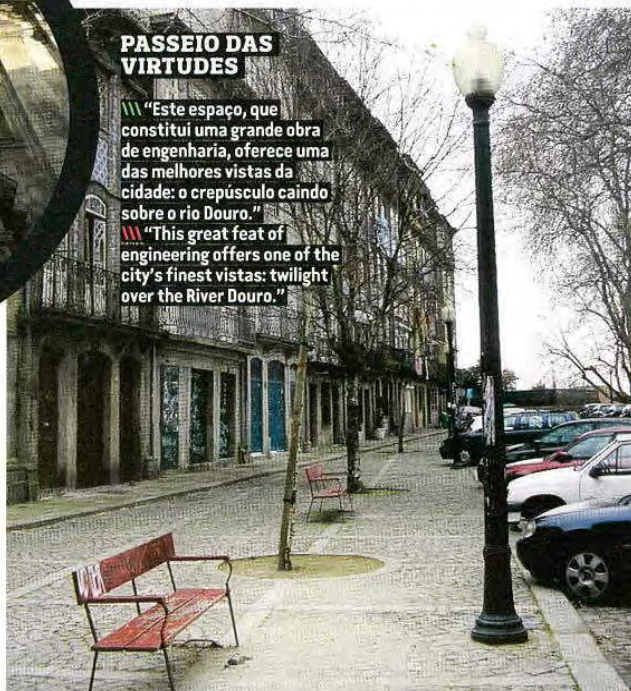 PASSEIO DAS
VIRTUDES
\\\ “Este espaço, que
constitui uma grande obra
de engenharia, oferece uma
das melhores vistas da
cidade: o crepúsculo caindo
sobre o rio Douro.”
\\\ “This great feat of
engineering offers one of the
city’s finest vistas: twilight
over the River Douro.”